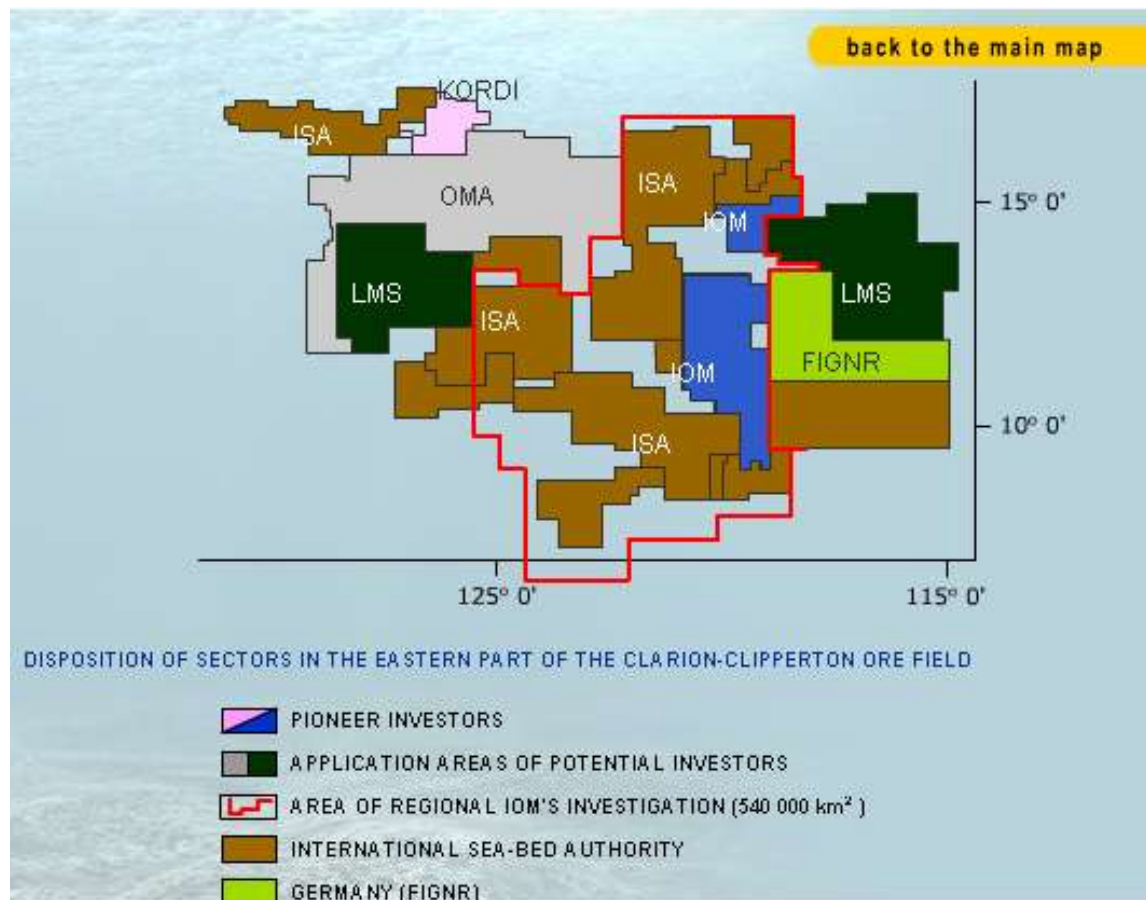 back to the main map
KORDI
ISA
OMA
ISA
IOM
15° 0'
LMS
ISA
LMS
IOM
FIGNR
10° 0'
ISA
125° 0'
115° 0'
DISPOSITION OF SECTORS IN THE EASTERN PART OF THE CLARION-CLIPPERTON ORE FIELD
PIONEER INVESTORS
APPLICATION AREAS OF POTENTIAL INVESTORS
AREA OF REGIONAL IOM'S INVESTIGATION (540 000 km²)
INTERNATIONAL SEA-BED AUTHORITY
GERMANY (FIGNR)